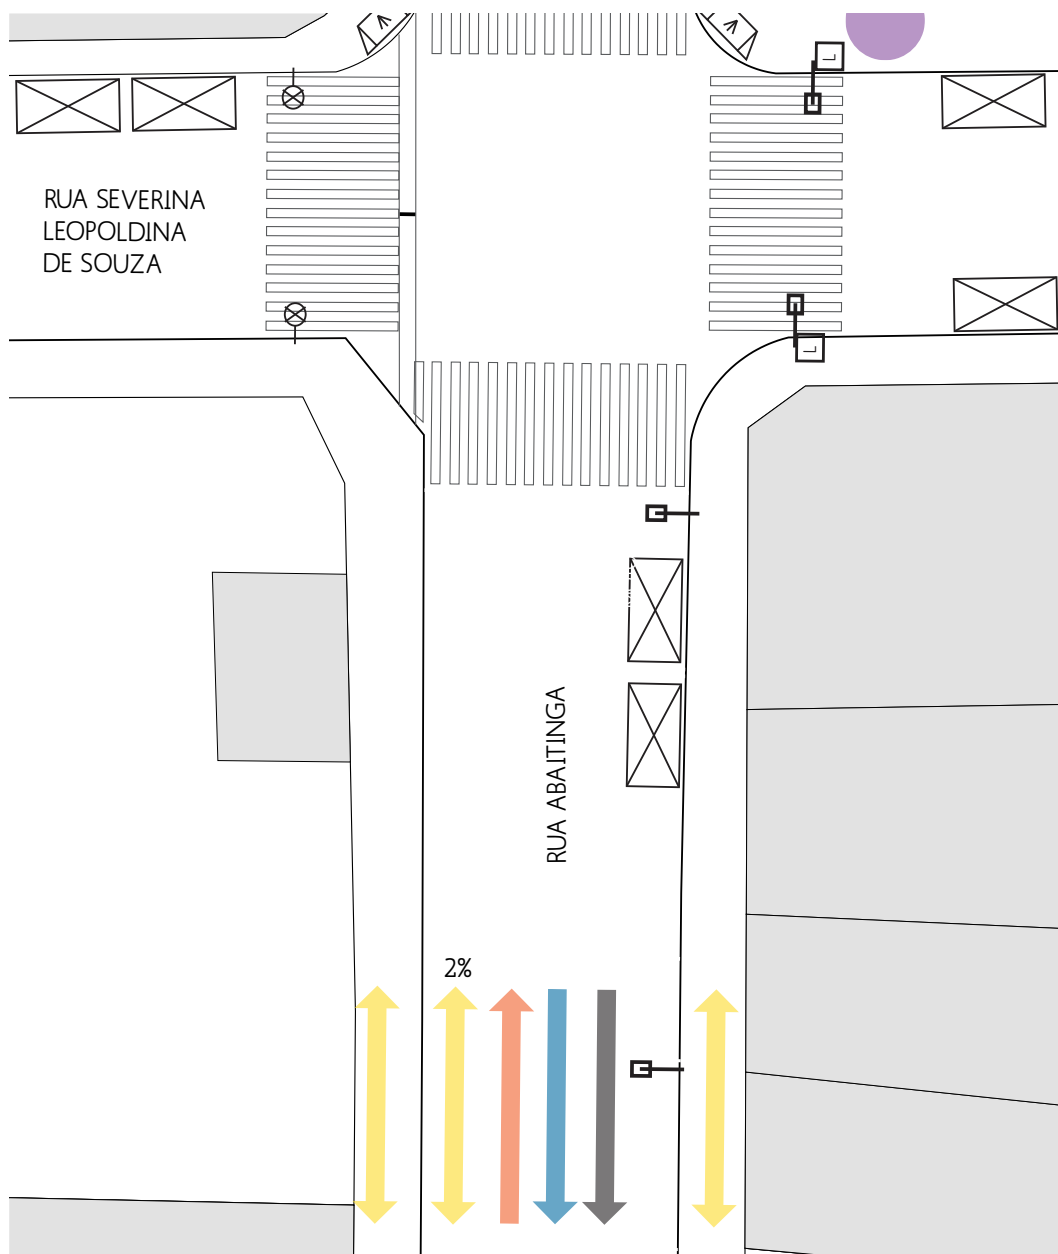 L
RUA SEVERINA
LEOPOLDINA
DE SOUZA
L
RUA ABAITINGA
2%